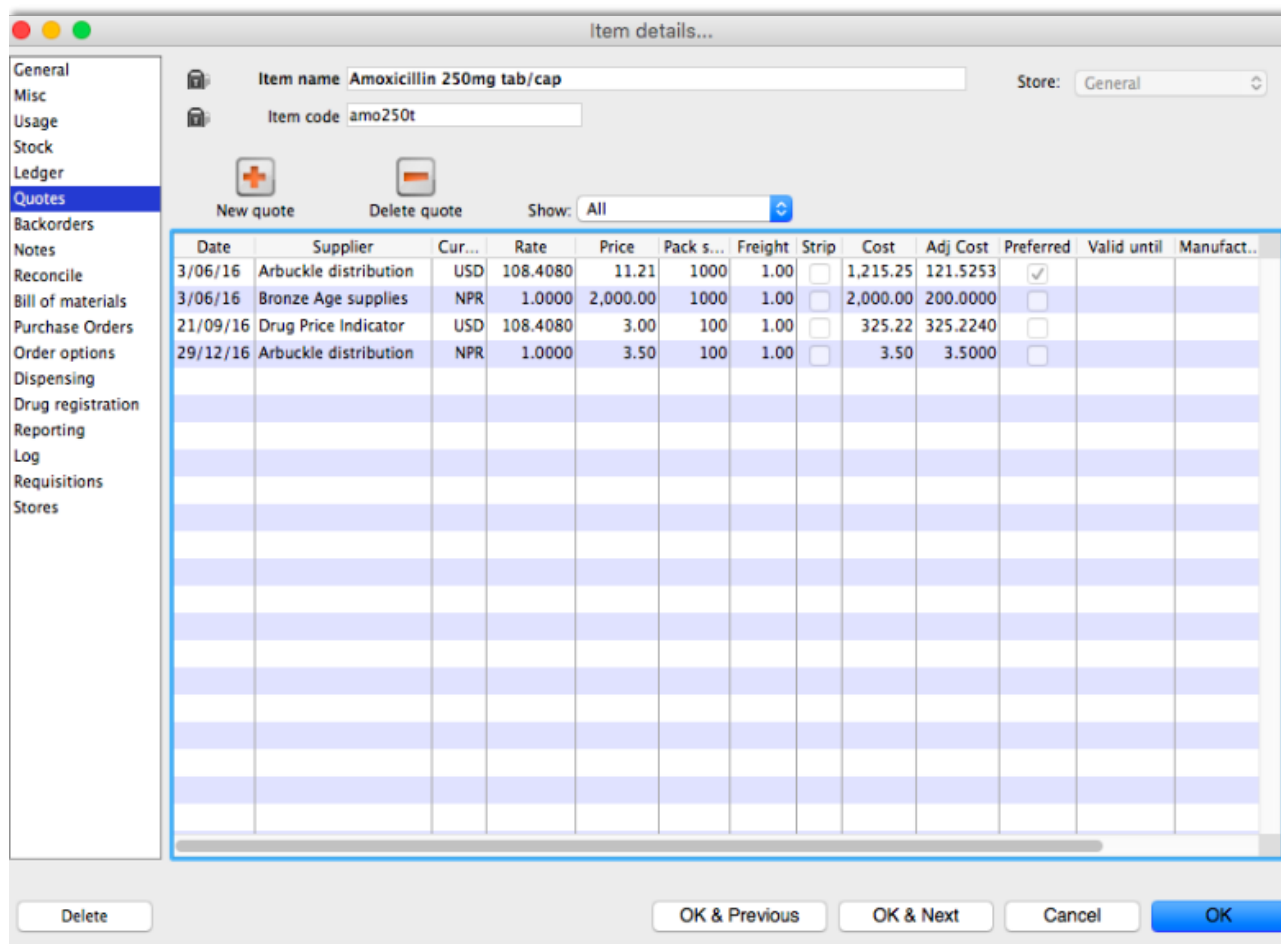 Item details...
General
Misc
Usage
Stock
Ledger
Quotes
Backorders
Notes
Reconcile
Bill of materials
Purchase Orders
Order options
Dispensing
Drug registration
Reporting
Log
Requisitions
Stores
Item name Amoxicillin 250mg tab/cap Store: General
Item code amo250t
New quote Delete quote Show: All
Date Supplier Cur... Rate Price Pack s... Freight Strip Cost Adj Cost Preferred Valid until Manufact..
3/06/16 Arbuckle distribution USD 108.4080 11.21 1000 1.00 1,215.25 121.5253
3/06/16 Bronze Age supplies NPR 1.0000 2,000.00 1000 1.00 2,000.00 200.0000
21/09/16 Drug Price Indicator USD 108.4080 3.00 100 1.00 325.22 325.2240
29/12/16 Arbuckle distribution NPR 1.0000 3.50 100 1.00 3.50 3.5000
Delete OK & Previous OK & Next Cancel OK